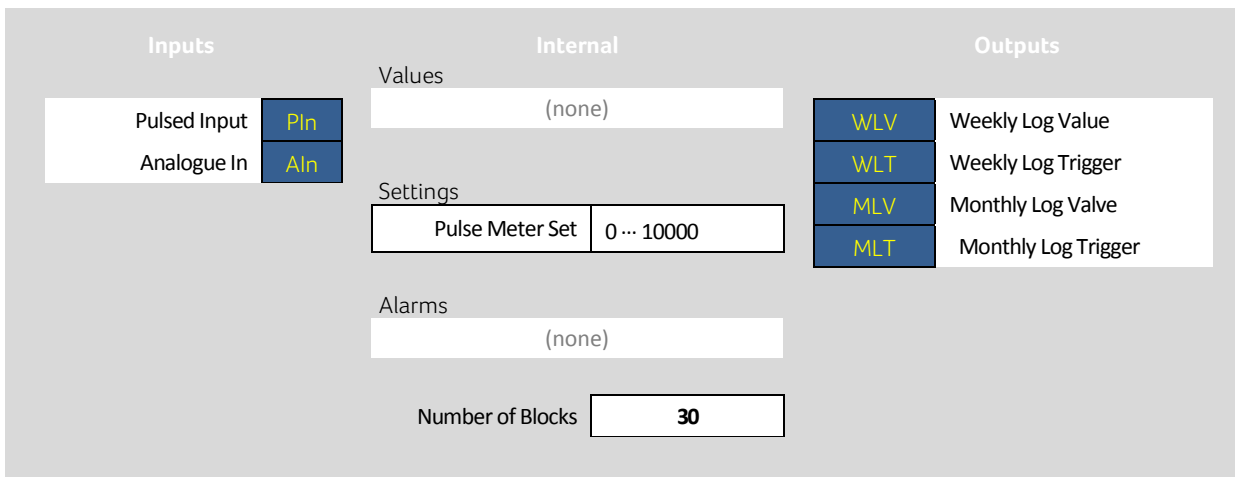 Inputs
Internal
Outputs
Values
(none)
Pulsed Input PIn
Analogue In AIn
WLV Weekly Log Value
WLT Weekly Log Trigger
MLV Monthly Log Valve
MLT Monthly Log Trigger
Settings
Pulse Meter Set 0 ... 10000
Alarms
(none)
Number of Blocks 30